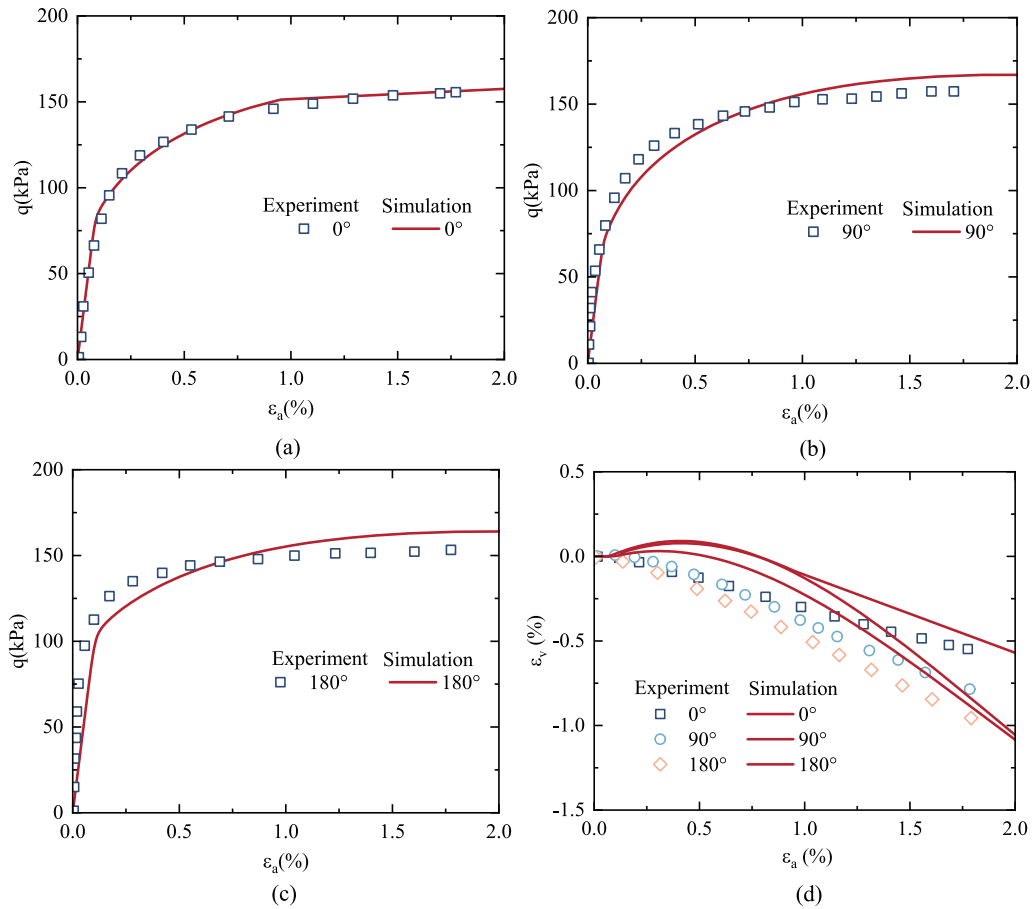 200
150
100
50
0
q(kPa)
Experiment Simulation
0° 0°
0.0 0.5 1.0 1.5 2.0
εa(%)
(a)
200
150
100
50
0
q(kPa)
Experiment Simulation
90° 90°
0.0 0.5 1.0 1.5 2.0
εa(%)
(b)
200
150
100
50
0
q(kPa)
Experiment Simulation
180° 180°
0.0 0.5 1.0 1.5 2.0
εa(%)
(c)
0.5
0.0
-0.5
-1.0
-1.5
εv (%)
Experiment Simulation
0° 0°
90° 90°
180° 180°
0.0 0.5 1.0 1.5 2.0
εa (%)
(d)